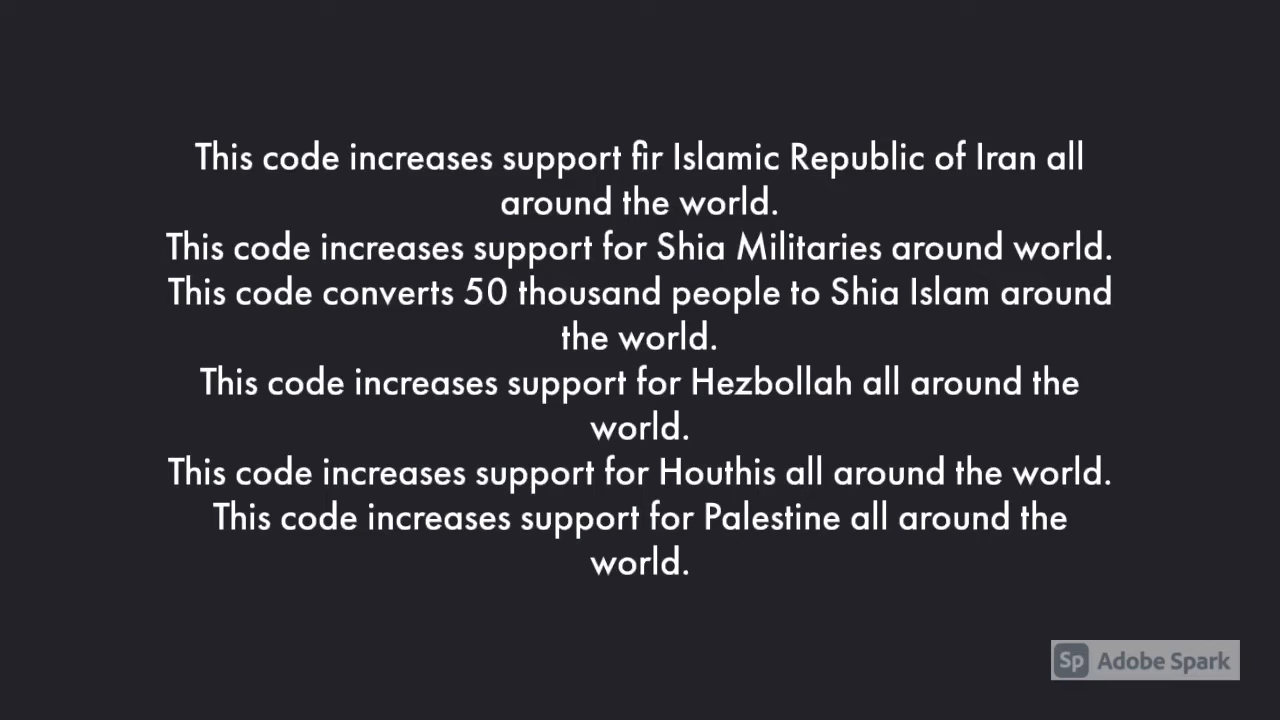 This code increases support fir Islamic Republic of Iran all
around the world.
This code increases support for Shia Militaries around world.
This code converts 50 thousand people to Shia Islam around
the world.
This code increases support for Hezbollah all around the
world.
This code increases support for Houthis all around the world.
This code increases support for Palestine all around the
world.
Sp Adobe Spark